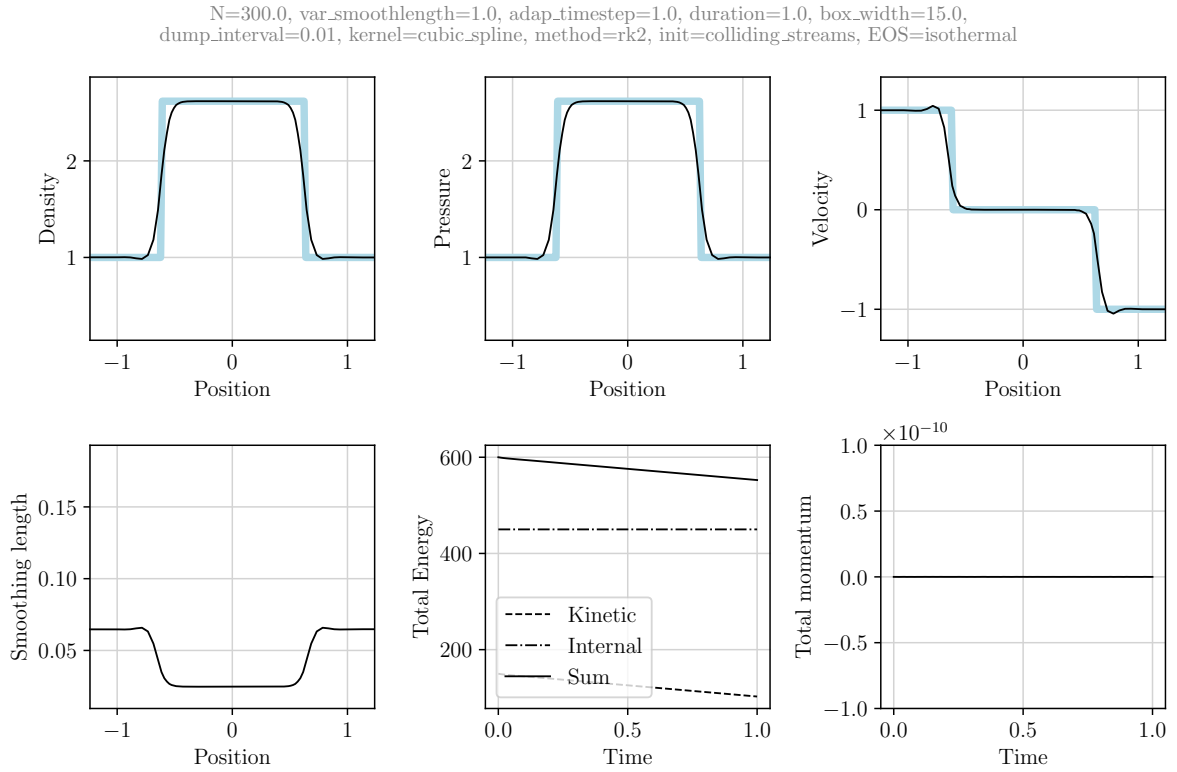 N=300.0, var_smoothlength=1.0, adap_timestep=1.0, duration=1.0, box_width=15.0,
dump_interval=0.01, kernel=cubic_spline, method=rk2, init=colliding_streams, EOS=isothermal
Density
2
1
−1 0 1
Position
Pressure
2
1
−1 0 1
Position
Velocity
1
0
−1
−1 0 1
Position
Smoothing length
0.15
0.10
0.05
−1 0 1
Position
Total Energy
600
400
200
Kinetic
Internal
Sum
0.0 0.5 1.0
Time
×10−10
Total momentum
1.0
0.5
0.0
−0.5
−1.0
0.0 0.5 1.0
Time